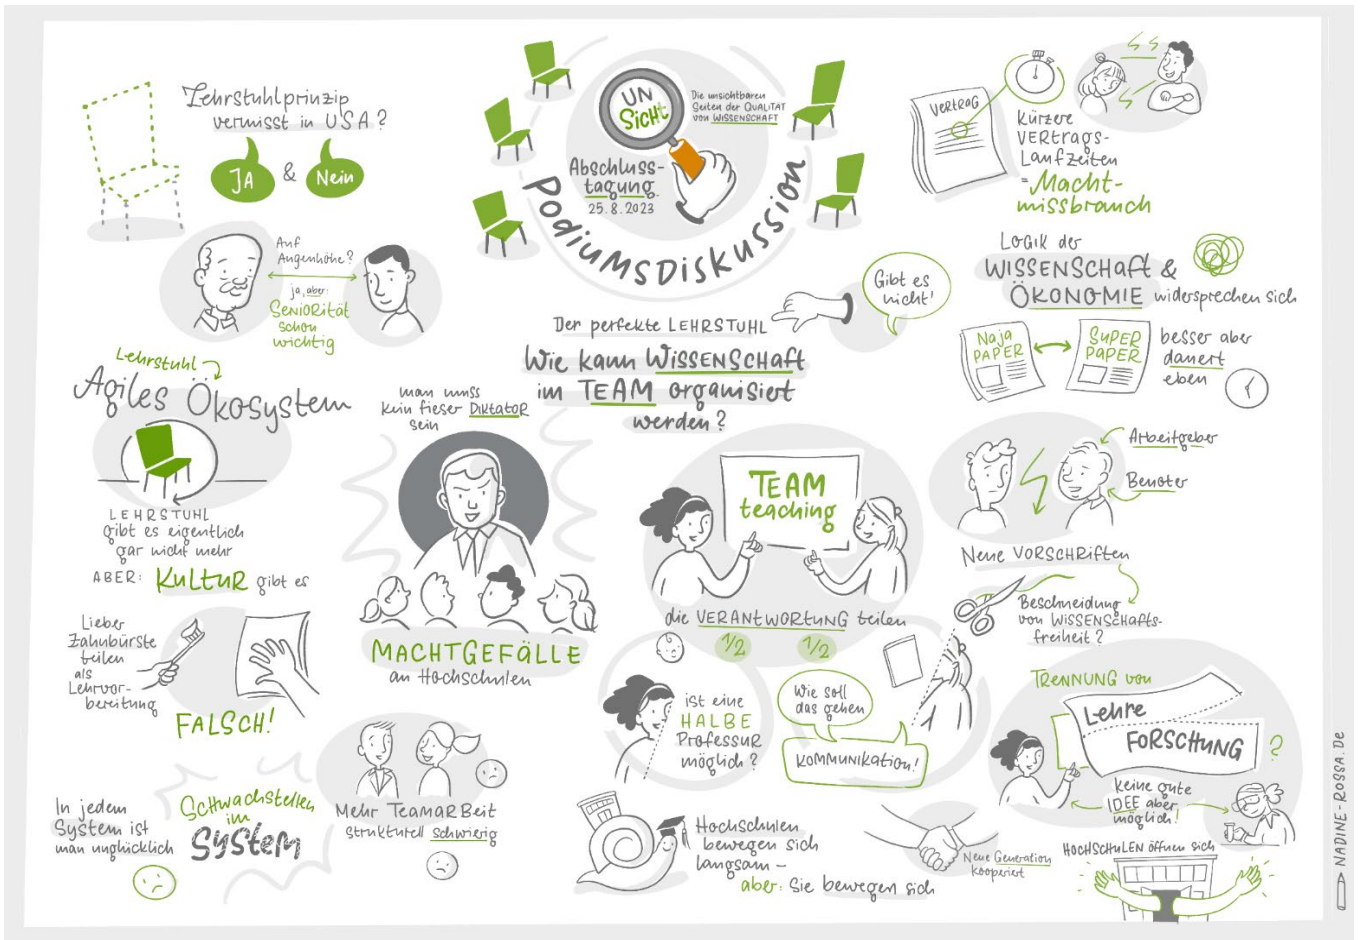 Lehrstuhlprinzip
vermisst in USA?
JA
&
Nein
UN
SicHt
Die unsichtbaren
Seiten der QUALITÄT
von WISSENSCHAFT
Abschluss-
tagung
25.8.2023
PODiUMSDiSKUSSiON
VERTRAG
kürzere
VERtRAgs-
Laufzeiten
= Macht-
missbrauch
Auf
Augenhöhe?
ja, aber:
SENiORität
schon
wichtig
Gibt es
nicht!
LOGiK der
WISSENSCHAft &
ÖKONOMIE widersprechen sich
Naja
PAPER
SUPER
PAPER
besser aber
dauert
eben
Der perfekte LEHRSTUHL
Wie kann WISSENSCHAft
im TEAM organisiert
werden?
Lehrstuhl
Agiles Ökosystem
LEHRSTUHL
gibt es eigentlich
gar nicht mehr
ABER: KULTUR gibt es
man muss
kein fieser DIKTATOR
sein
MACHTGEFÄLLE
an Hochschulen
TEAM
teaching
die VERANTWORTUNG teilen
1/2
1/2
Arbeitgeber
Benoter
Neue VORSCHRiften
Beschneidung
von WISSENSCHAfts-
freiheit?
Lieber
Zahnbürste
teilen
als
Lehrvor-
bereitung
FALSCH!
ist eine
HALBE
Professur
möglich?
Wie soll
das gehen
KOMMUNIKATION!
TRENNUNG von
Lehre
FORSCHUNG
?
keine gute
IDEE aber
möglich!
In jedem
System ist
man unglücklich
Schwachstellen
im
SYSTEM
Mehr TEAMARBEit
strukturell schwierig
Hochschulen
bewegen sich
langsam –
aber: Sie bewegen sich
Neue Generation
kooperiert
HOCHSCHULEN öffnen sich
NADINE-ROSSA.De